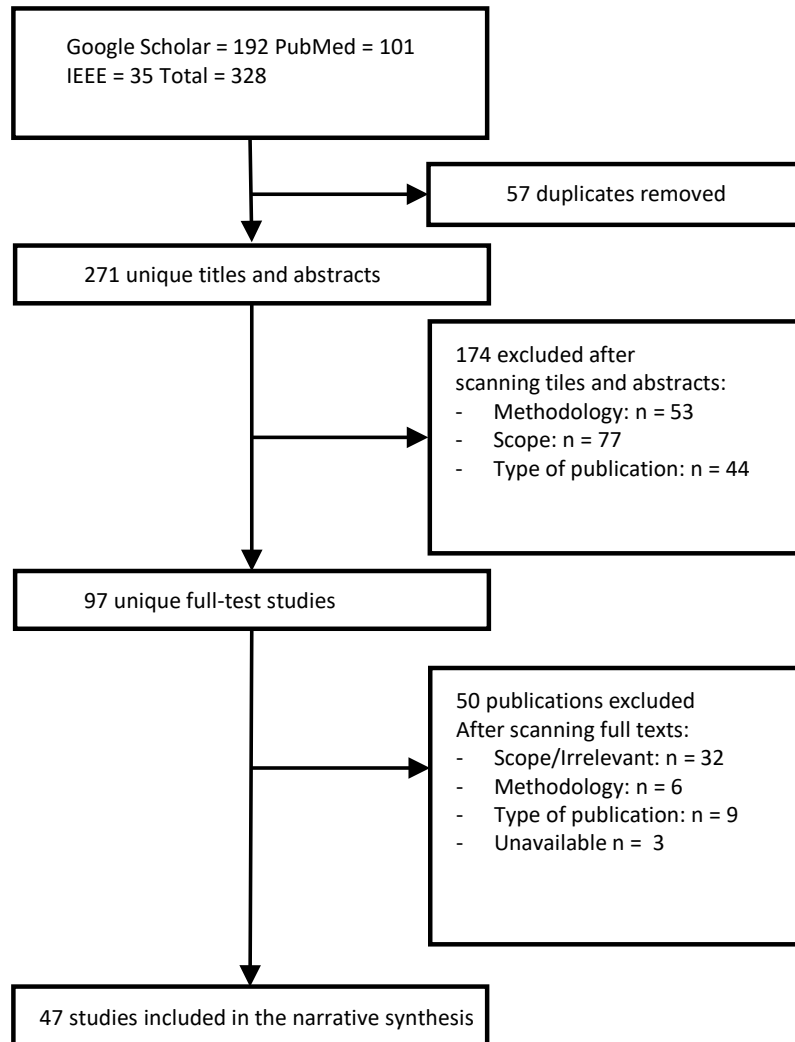 Google Scholar = 192 PubMed = 101
IEEE = 35 Total = 328
57 duplicates removed
271 unique titles and abstracts
174 excluded after
scanning tiles and abstracts:
- Methodology: n = 53
- Scope: n = 77
- Type of publication: n = 44
97 unique full-test studies
50 publications excluded
After scanning full texts:
- Scope/Irrelevant: n = 32
- Methodology: n = 6
- Type of publication: n = 9
- Unavailable n = 3
47 studies included in the narrative synthesis